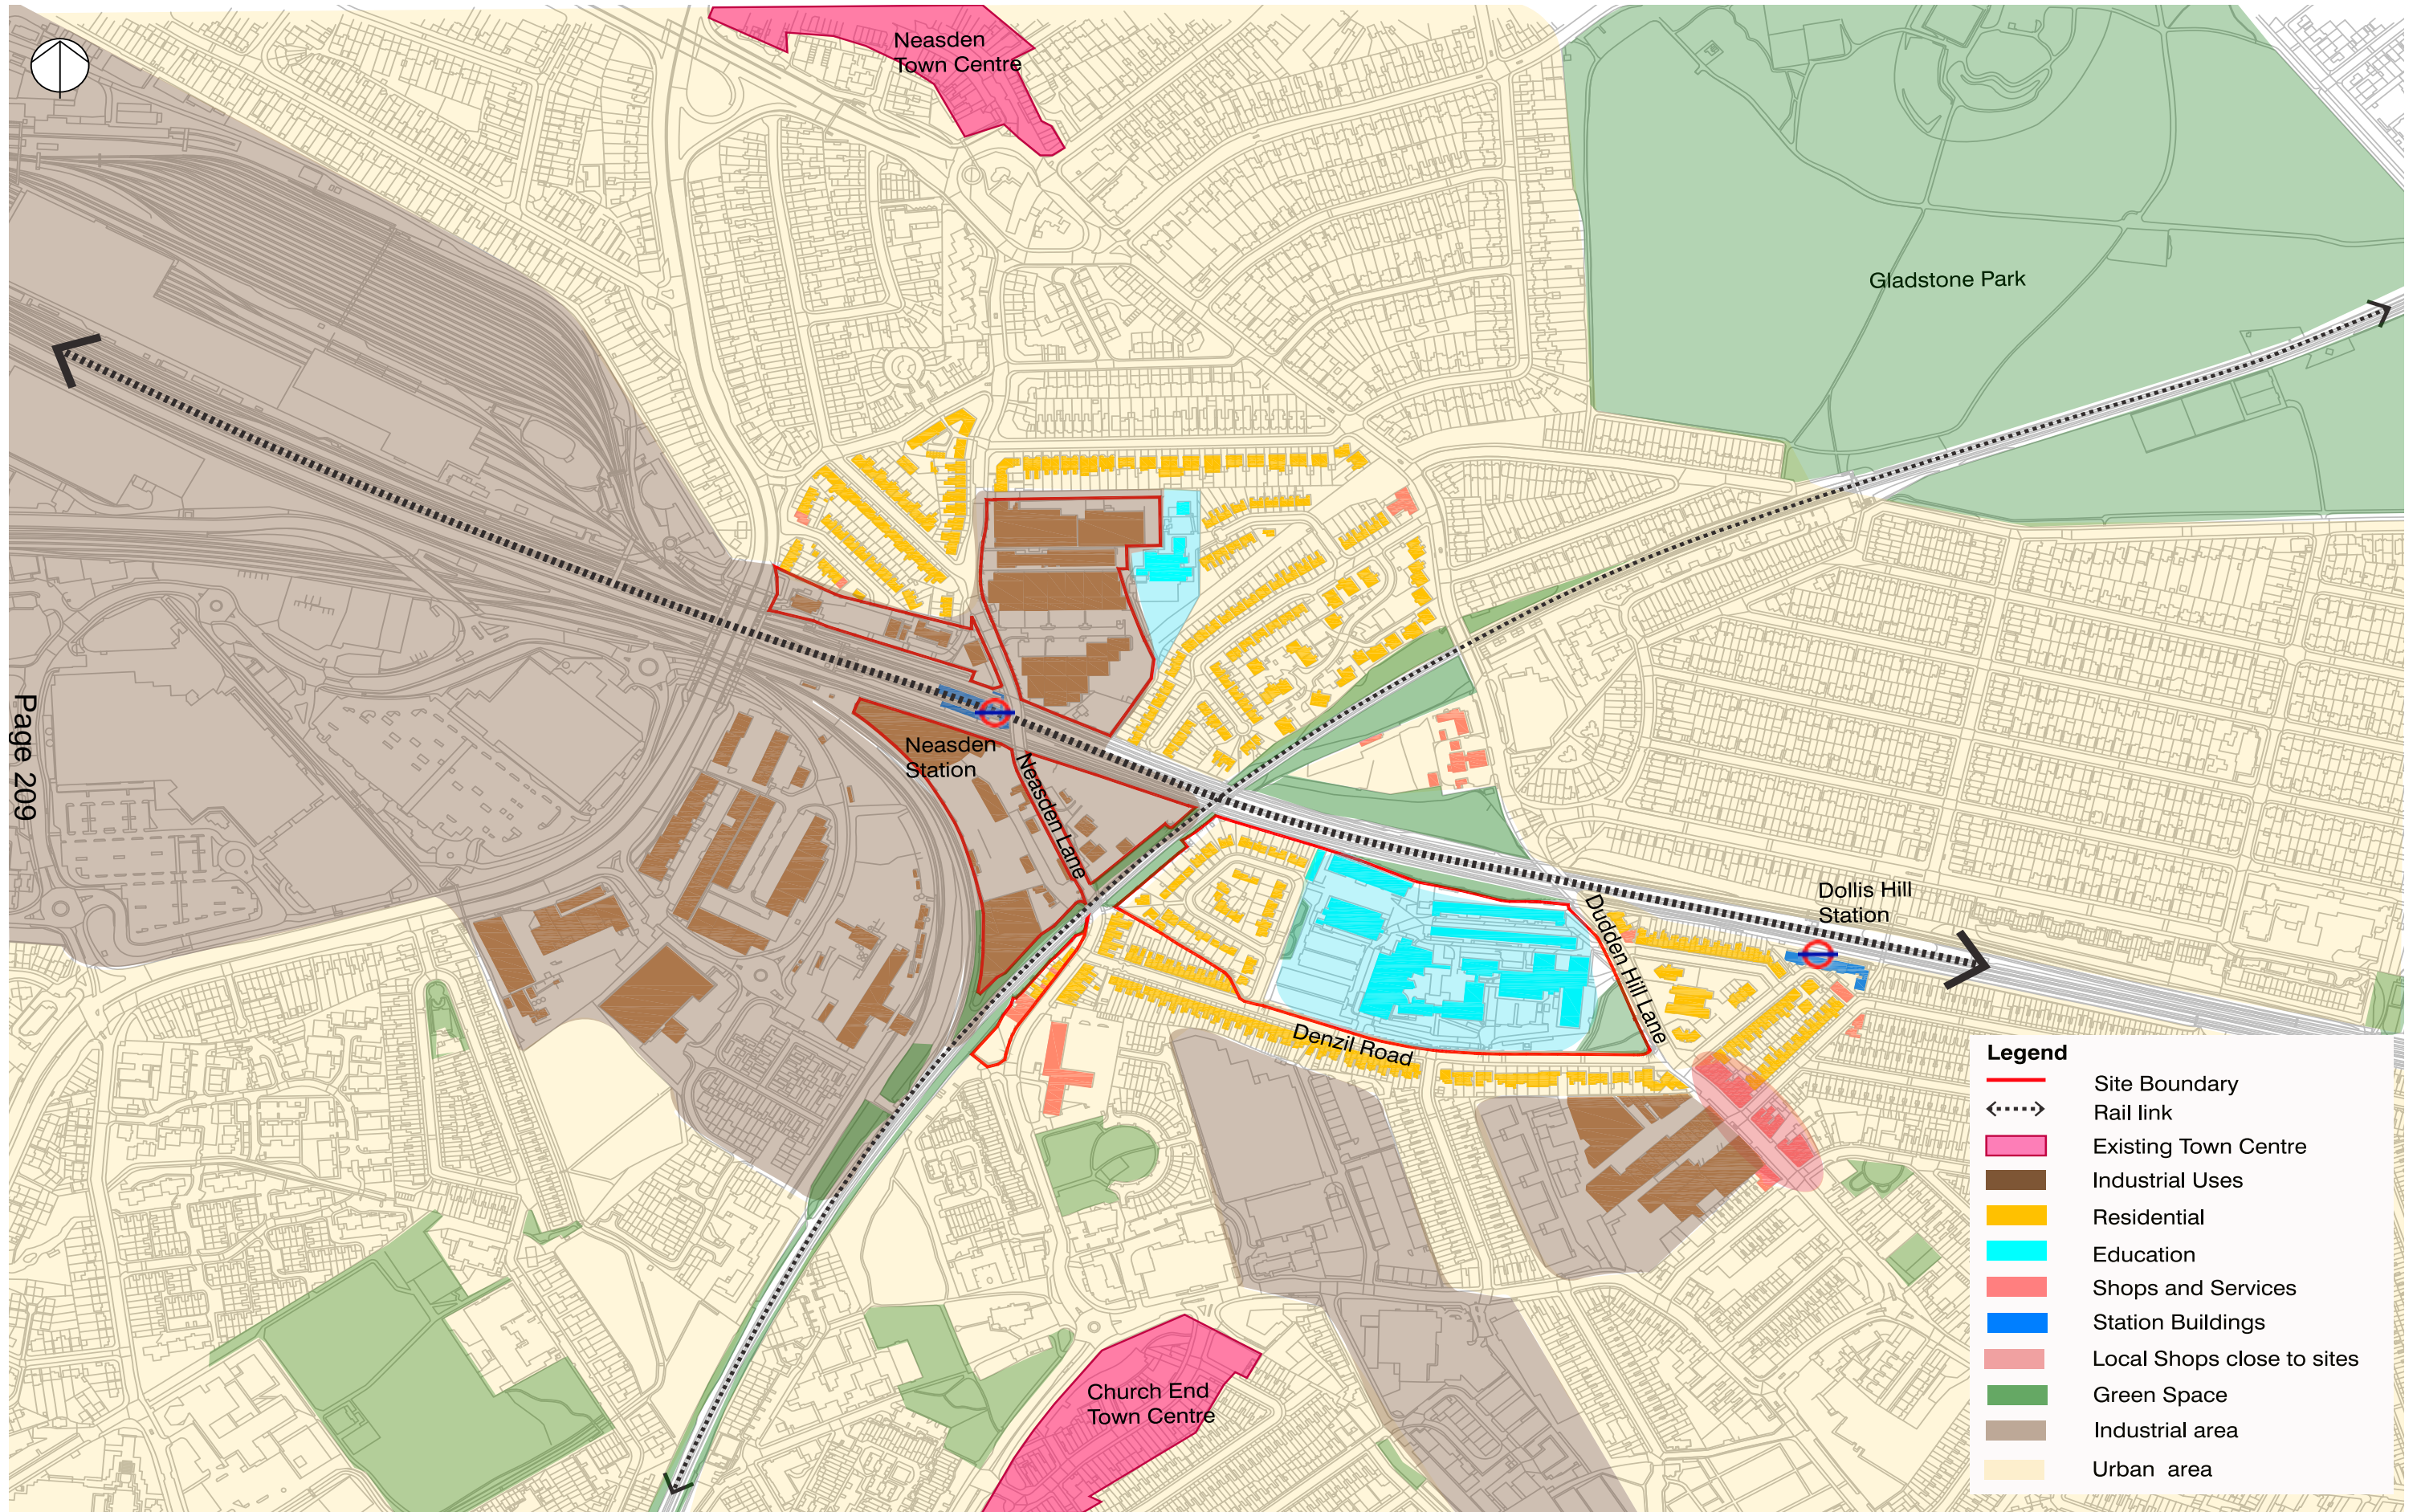 Neasden
Town Centre
Gladstone Park
Page 209
Neasden
Station
Neasden Lane
Dollis Hill
Station
Dudden Hill Lane
Denzil Road
Church End
Town Centre
Legend
Site Boundary
Rail link
Existing Town Centre
Industrial Uses
Residential
Education
Shops and Services
Station Buildings
Local Shops close to sites
Green Space
Industrial area
Urban area